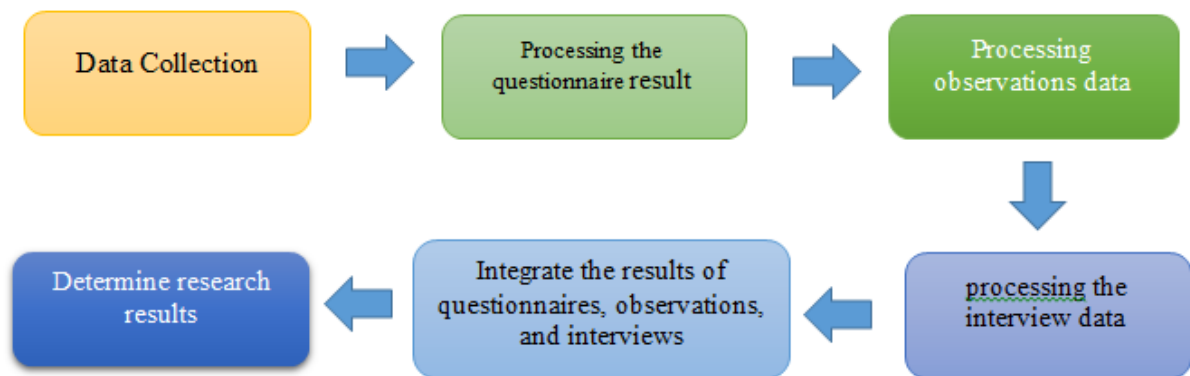 Data Collection
Processing the
questionnaire result
Processing
observations data
processing the
interview data
Integrate the results of
questionnaires, observations,
and interviews
Determine research
results